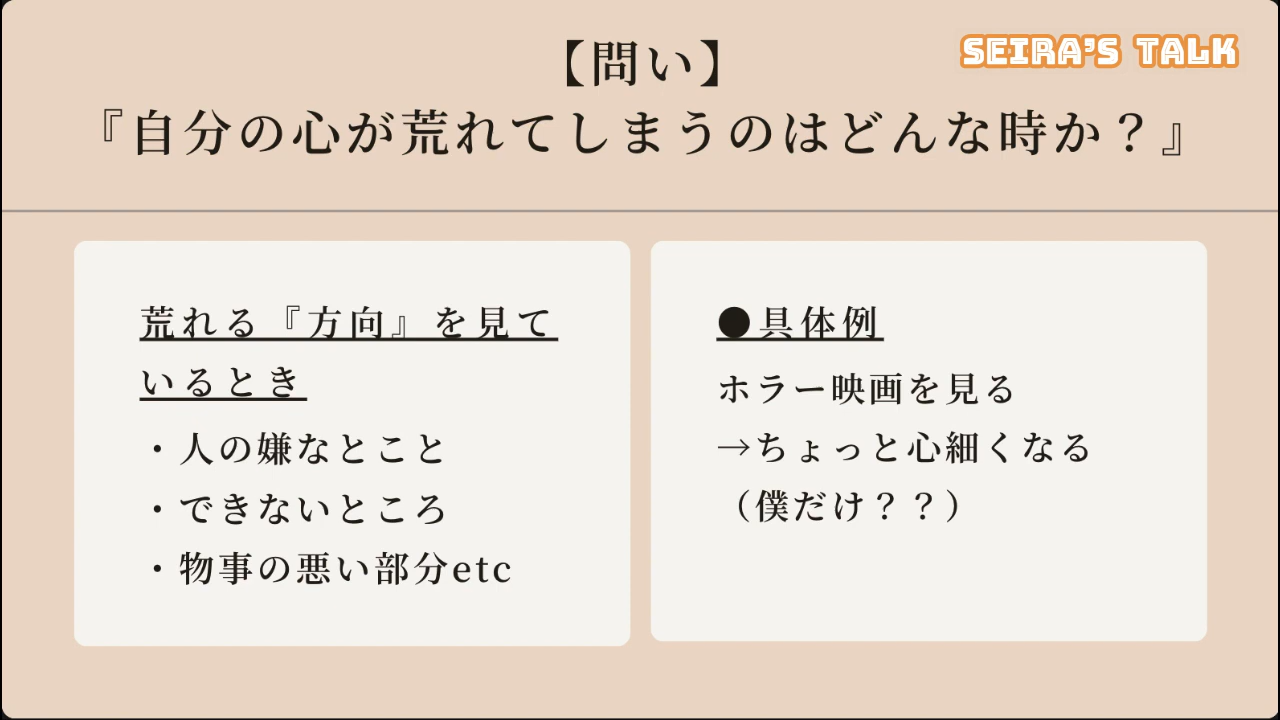 【問い】
SEIRA'S TALK
『自分の心が荒れてしまうのはどんな時か？』
荒れる『方向』を見て
いるとき
・人の嫌なとこと
・できないところ
・物事の悪い部分etc
●具体例
ホラー映画を見る
→ちょっと心細くなる
（僕だけ？？）